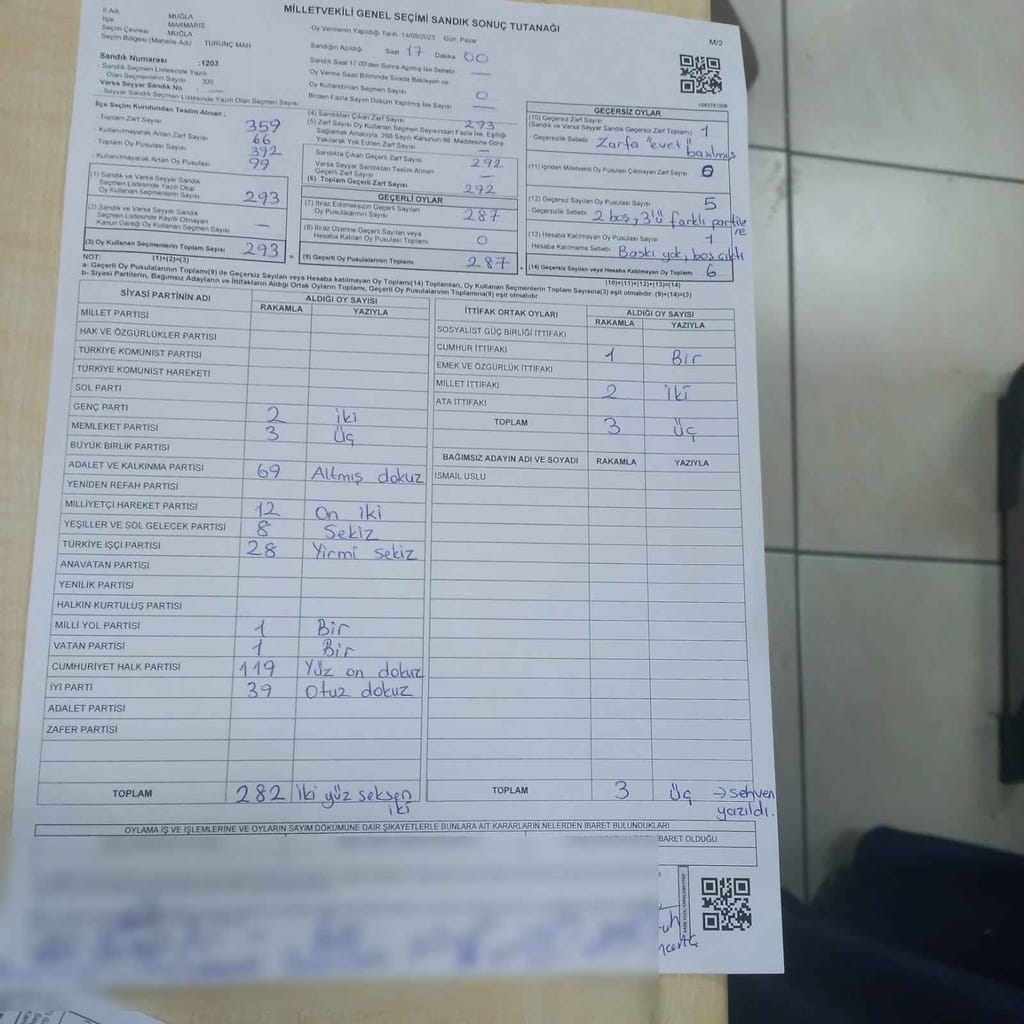 MİLLETVEKİLİ GENEL SEÇİMİ SANDIK SONUÇ TUTANAĞI
M/2
İl Adı MUĞLA
İlçe MARMARİS
Seçim Çevresi MUĞLA
Seçim Bölgesi (Mahalle Adı) TURUNÇ MAH
Oy Vermenin Yapıldığı Tarih :14/05/2023 Gün: Pazar
Sandığın Açıldığı Saat 17 Dakika 00
Sandık Saat 17:00'den Sonra Açılmış İse Sebebi —
Oy Verme Saati Bitiminde Sırada Bekleyen ve
Oy Kullandırılan Seçmen Sayısı 0
Birden Fazla Sayım Döküm Yapılmış İse Sayısı —
Sandık Numarası :1203
- Sandık Seçmen Listesinde Yazılı
Olan Seçmenlerin Sayısı
Varsa Seyyar Sandık No
- Seyyar Sandık Seçmen Listesinde Yazılı Olan Seçmen Sayısı
İlçe Seçim Kurulundan Teslim Alınan ;
- Toplam Zarf Sayısı 359
- Kullanılmayarak Artan Zarf Sayısı 66
- Toplam Oy Pusulası Sayısı 392
- Kullanılmayarak Artan Oy Pusulası 99
(1) Sandık ve Varsa Seyyar Sandık
Seçmen Listesinde Yazılı Olup
Oy Kullanan Seçmenlerin Sayısı 293
(2) Sandık ve Varsa Seyyar Sandık
Seçmen Listesinde Kayıtlı Olmayan
Kanun Gereği Oy Kullanan Seçmen Sayısı —
(3) Oy Kullanan Seçmenlerin Toplam Sayısı 293
(1)+(2)=(3)
(4) Sandıktan Çıkan Zarf Sayısı 293
(5) Zarf Sayısı Oy Kullanan Seçmen Sayısından Fazla İse, Eşitliği
Sağlamak Amacıyla, 298 Sayılı Kanunun 98. Maddesine Göre
Yakılarak Yok Edilen Zarf Sayısı —
Sandıkta Çıkan Geçerli Zarf Sayısı 292
Varsa Seyyar Sandıktan Teslim Alınan
Geçerli Zarf Sayısı —
(6) Toplam Geçerli Zarf Sayısı 292
GEÇERLİ OYLAR
(7) İtiraz Edilmeksizin Geçerli Sayılan
Oy Pusulalarının Sayısı 287
(8) İtiraz Üzerine Geçerli Sayılan veya
Hesaba Katılan Oy Pusulası Toplamı 0
(9) Geçerli Oy Pusulalarının Toplamı 287
GEÇERSİZ OYLAR
(10) Geçersiz Zarf Sayısı
(Sandık ve Varsa Seyyar Sandık Geçersiz Zarf Toplamı) 1
- Geçersizlik Sebebi Zarfa "evet" basılmış
(11) İçinden Milletvekili Oy Pusulası Çıkmayan Zarf Sayısı 0
(12) Geçersiz Sayılan Oy Pusulası Sayısı 5
- Geçersizlik Sebebi 2 boş, 3'ü farklı partilere
(13) Hesaba Katılmayan Oy Pusulası Sayısı 1
- Hesaba Katılmama Sebebi Baskı yok, boş çıktı
+ (14) Geçersiz Sayılan veya Hesaba Katılmayan Oy Toplamı 6
(10)+(11)+(12)+(13)=(14)
NOT:
a- Geçerli Oy Pusulalarının Toplamı(9) ile Geçersiz Sayılan veya Hesaba katılmayan Oy Toplamı(14) Toplamları, Oy Kullanan Seçmenlerin Toplam Sayısına(3) eşit olmalıdır. (9)+(14)=(3)
b- Siyasi Partilerin, Bağımsız Adayların ve İttifakların Aldığı Ortak Oyların Toplamı, Geçerli Oy Pusulalarının Toplamına(9) eşit olmalıdır.
SİYASİ PARTİNİN ADI ALDIĞI OY SAYISI
RAKAMLA YAZIYLA
MİLLET PARTİSİ
HAK VE ÖZGÜRLÜKLER PARTİSİ
TÜRKİYE KOMÜNİST PARTİSİ
TÜRKİYE KOMÜNİST HAREKETİ
SOL PARTİ
GENÇ PARTİ 2 iki
MEMLEKET PARTİSİ 3 Üç
BÜYÜK BİRLİK PARTİSİ
ADALET VE KALKINMA PARTİSİ 69 Altmış dokuz
YENİDEN REFAH PARTİSİ
MİLLİYETÇİ HAREKET PARTİSİ 12 On iki
YEŞİLLER VE SOL GELECEK PARTİSİ 8 Sekiz
TÜRKİYE İŞÇİ PARTİSİ 28 Yirmi sekiz
ANAVATAN PARTİSİ
YENİLİK PARTİSİ
HALKIN KURTULUŞ PARTİSİ
MİLLİ YOL PARTİSİ 1 Bir
VATAN PARTİSİ 1 Bir
CUMHURİYET HALK PARTİSİ 119 Yüz on dokuz
İYİ PARTİ 39 Otuz dokuz
ADALET PARTİSİ
ZAFER PARTİSİ
TOPLAM 282 İki yüz seksen iki
İTTİFAK ORTAK OYLARI ALDIĞI OY SAYISI
RAKAMLA YAZIYLA
SOSYALİST GÜÇ BİRLİĞİ İTTİFAKI
CUMHUR İTTİFAKI 1 Bir
EMEK VE ÖZGÜRLÜK İTTİFAKI
MİLLET İTTİFAKI 2 İki
ATA İTTİFAKI
TOPLAM 3 Üç
BAĞIMSIZ ADAYIN ADI VE SOYADI RAKAMLA YAZIYLA
İSMAİL USLU
TOPLAM 3 Üç → sehven yazıldı.
OYLAMA İŞ VE İŞLEMLERİNE VE OYLARIN SAYIM DÖKÜMÜNE DAİR ŞİKAYETLERLE BUNLARA AİT KARARLARIN NELERDEN İBARET BULUNDUKLARI
İBARET OLDUĞU